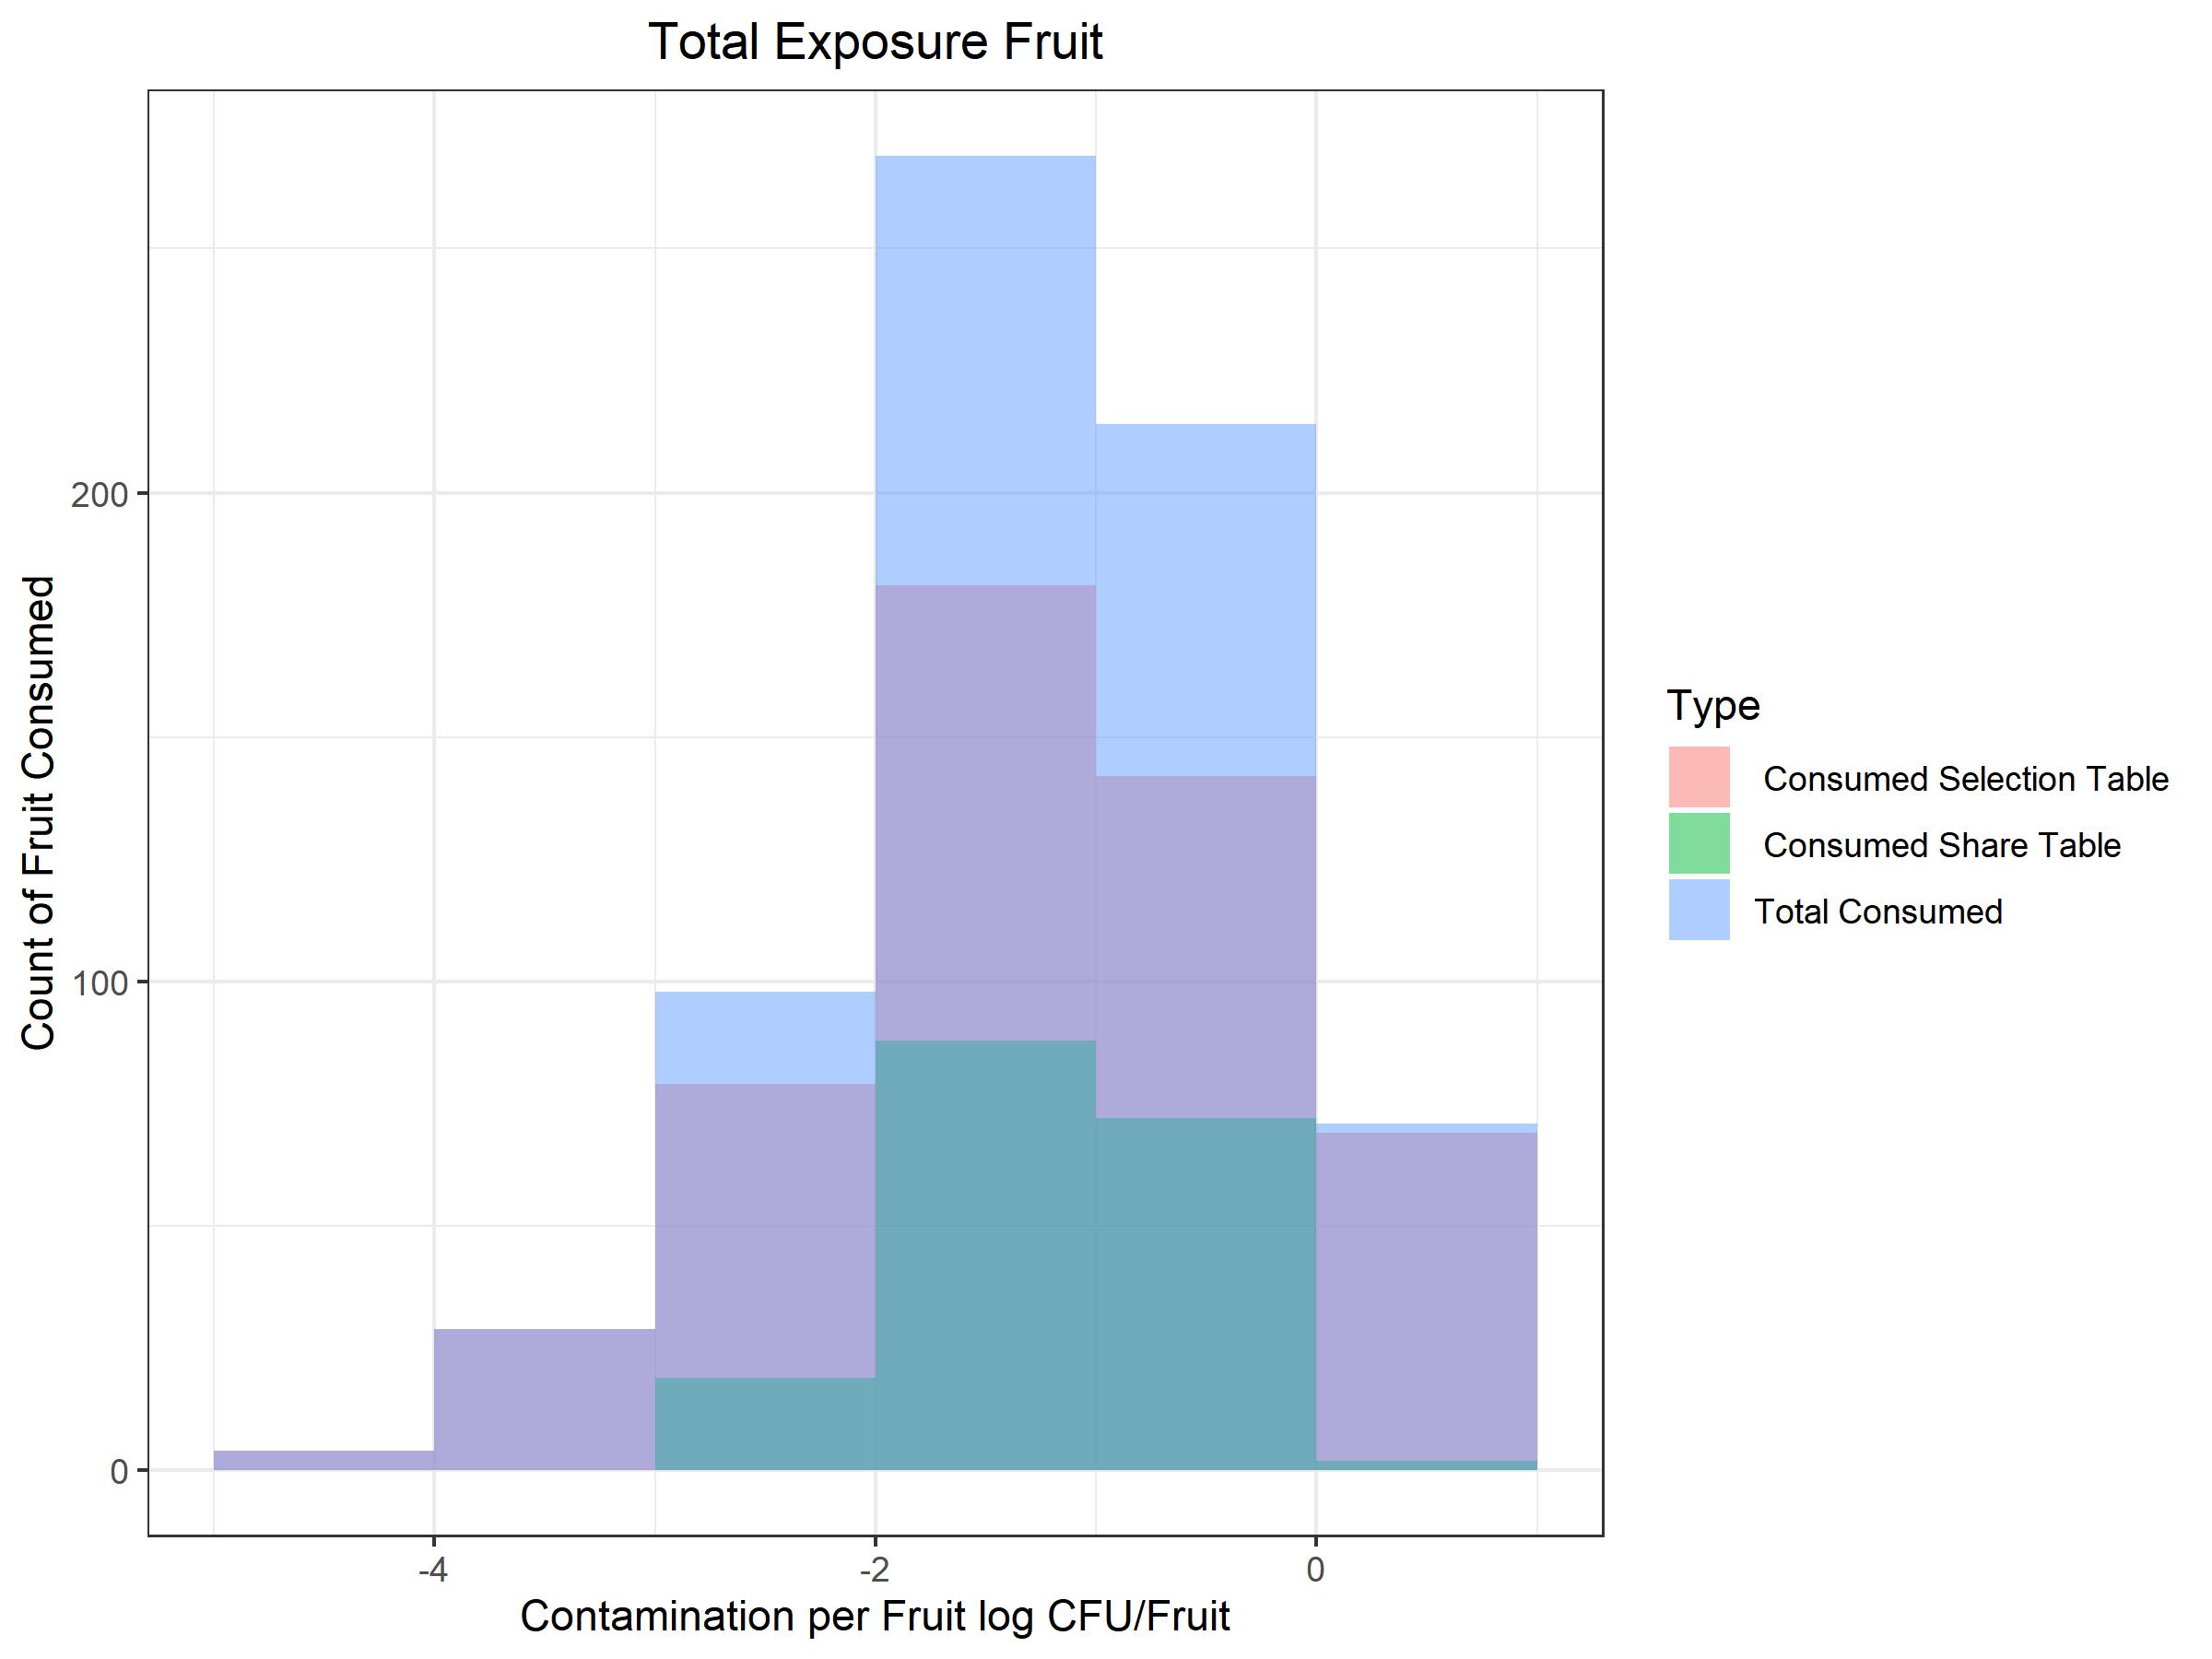 Total Exposure Fruit
Count of Fruit Consumed
200
100
0
-4
-2
0
Contamination per Fruit log CFU/Fruit
Type
Consumed Selection Table
Consumed Share Table
Total Consumed